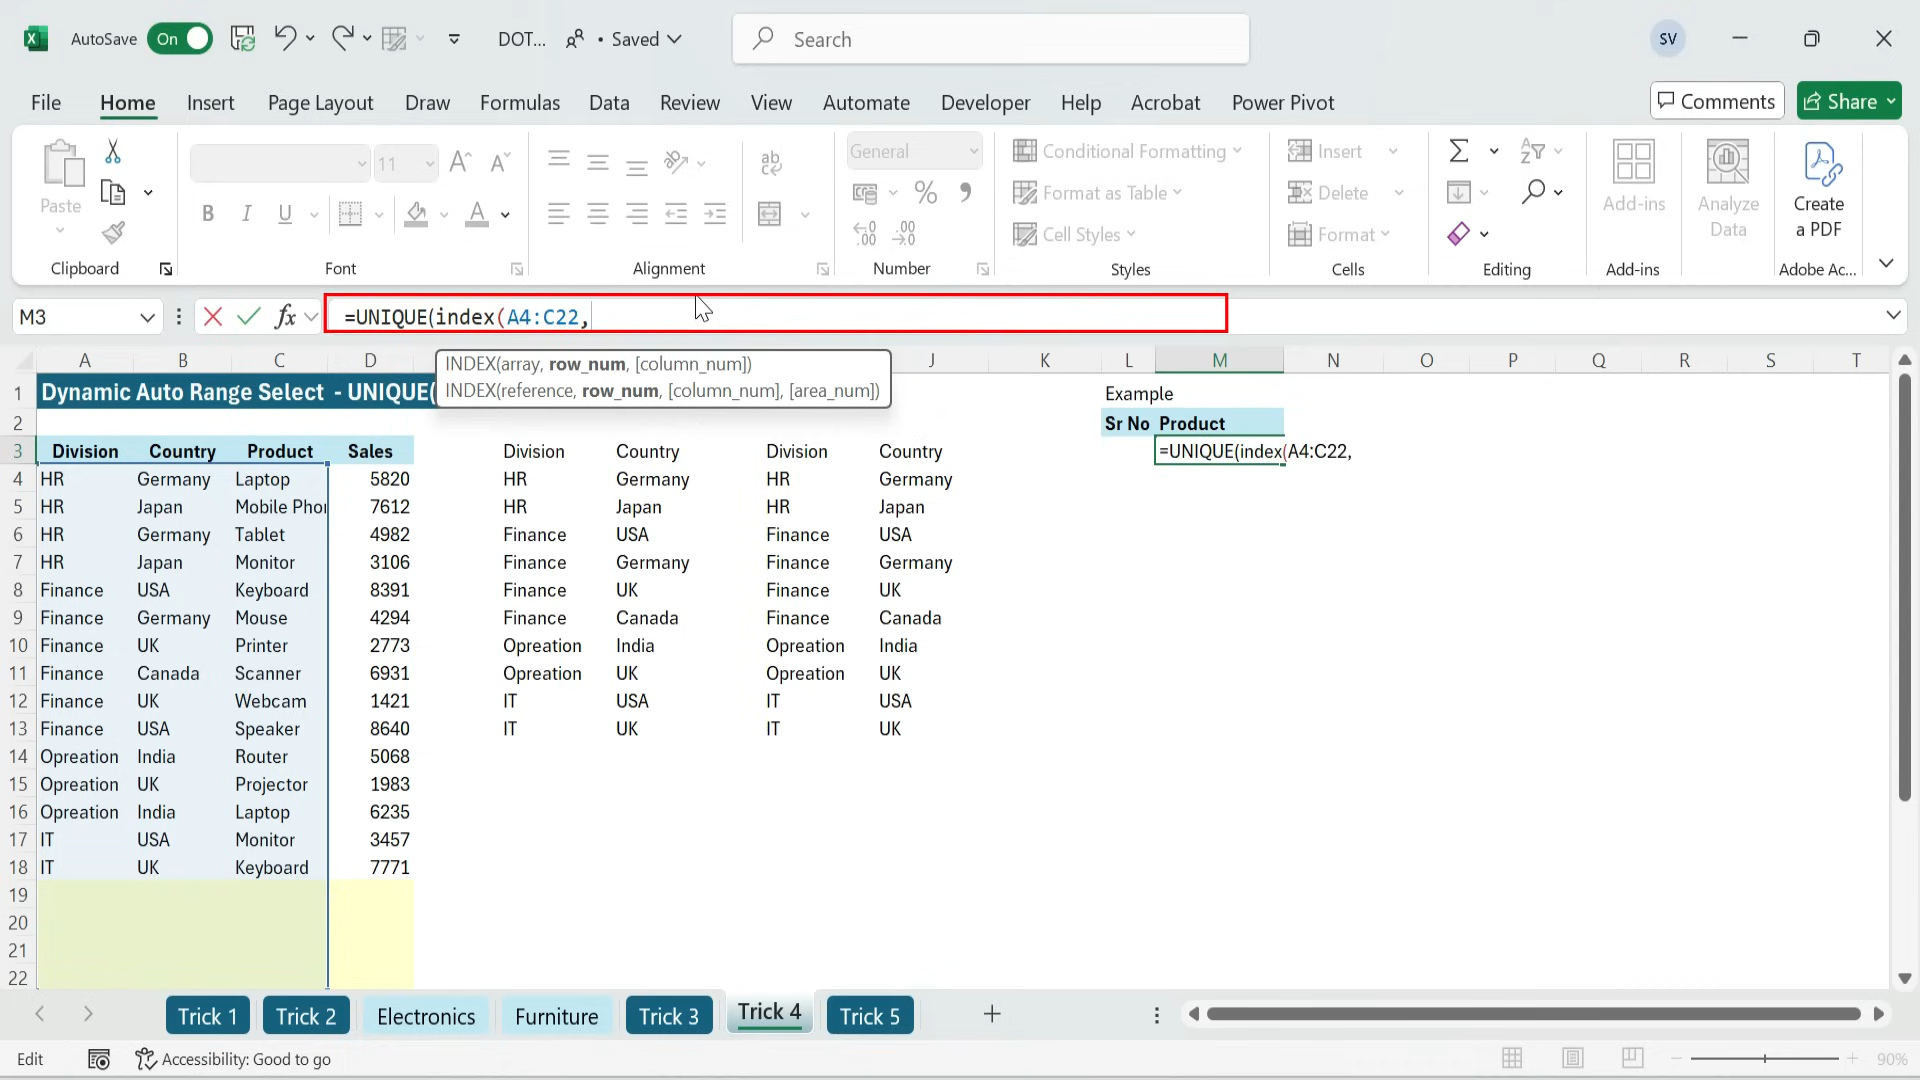 AutoSave On DOT... • Saved Search SV
File Home Insert Page Layout Draw Formulas Data Review View Automate Developer Help Acrobat Power Pivot Comments Share
Paste 11 General Conditional Formatting Insert Add-ins Analyze Data Create a PDF
B I U A ab Format as Table Delete
Cell Styles Format
Clipboard Font Alignment Number Styles Cells Editing Add-ins Adobe Ac...
M3 fx =UNIQUE(index(A4:C22,
INDEX(array, row_num, [column_num])
INDEX(reference, row_num, [column_num], [area_num])
A B C D J K L M N O P Q R S T
1 Dynamic Auto Range Select - UNIQUE( Example
2 Sr No Product
3 Division Country Product Sales Division Country Division Country =UNIQUE(index(A4:C22,
4 HR Germany Laptop 5820 HR Germany HR Germany
5 HR Japan Mobile Pho 7612 HR Japan HR Japan
6 HR Germany Tablet 4982 Finance USA Finance USA
7 HR Japan Monitor 3106 Finance Germany Finance Germany
8 Finance USA Keyboard 8391 Finance UK Finance UK
9 Finance Germany Mouse 4294 Finance Canada Finance Canada
10 Finance UK Printer 2773 Opreation India Opreation India
11 Finance Canada Scanner 6931 Opreation UK Opreation UK
12 Finance UK Webcam 1421 IT USA IT USA
13 Finance USA Speaker 8640 IT UK IT UK
14 Opreation India Router 5068
15 Opreation UK Projector 1983
16 Opreation India Laptop 6235
17 IT USA Monitor 3457
18 IT UK Keyboard 7771
19
20
21
22
Trick 1 Trick 2 Electronics Furniture Trick 3 Trick 4 Trick 5
Edit Accessibility: Good to go 90%